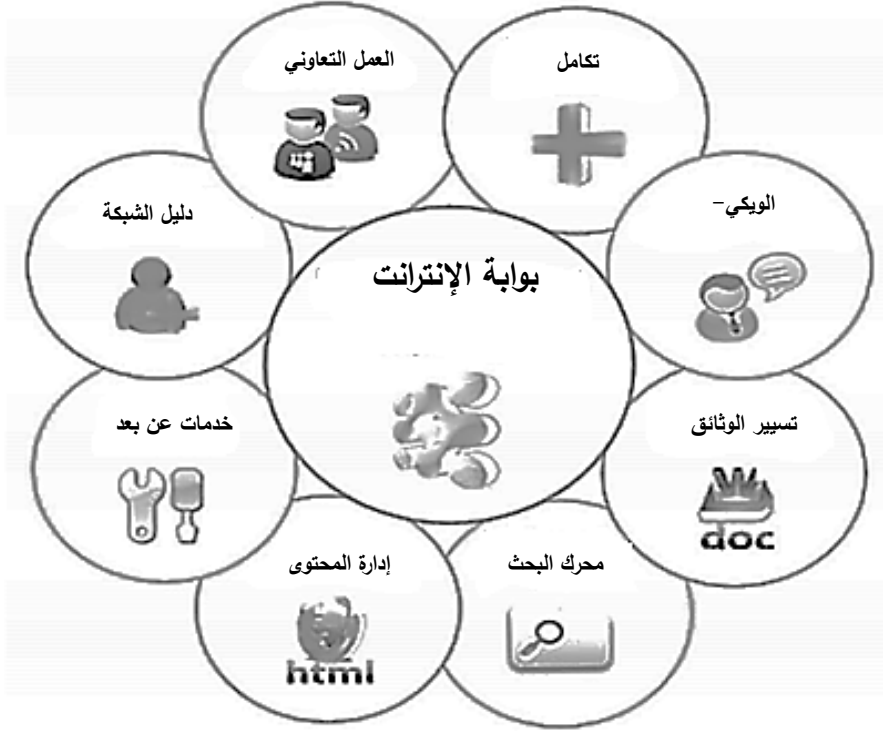 تكامل
العمل التعاوني
الويكي-
دليل الشبكة
بوابة الإنترانت
تسيير الوثائق
doc
خدمات عن بعد
محرك البحث
إدارة المحتوى
html